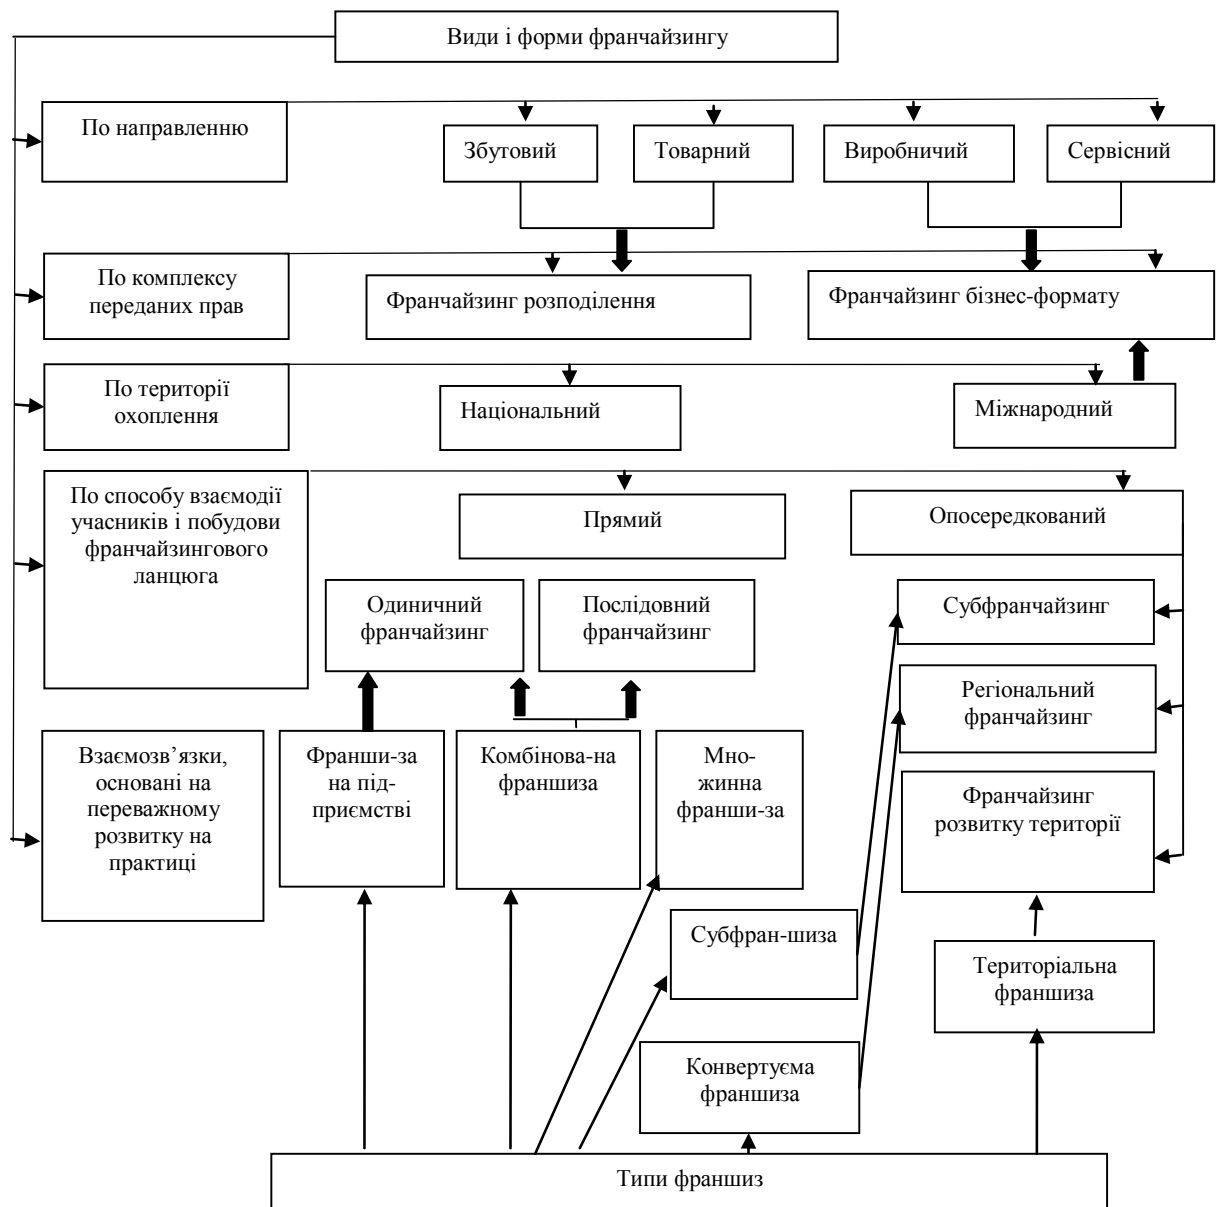 Види і форми франчайзингу
По направленню
Збутовий
Товарний
Виробничий
Сервісний
По комплексу
переданих прав
Франчайзинг розподілення
Франчайзинг бізнес-формату
По території
охоплення
Національний
Міжнародний
По способу взаємодії
учасників і побудови
франчайзингового
ланцюга
Прямий
Опосередкований
Одиничний
франчайзинг
Послідовний
франчайзинг
Субфранчайзинг
Регіональний
франчайзинг
Взаємозв’язки,
основані на
переважному
розвитку на
практиці
Франши-за
на під-
приємстві
Комбінова-на
франшиза
Мно-
жинна
франши-за
Франчайзинг
розвитку території
Субфран-шиза
Територіальна
франшиза
Конвертуєма
франшиза
Типи франшиз